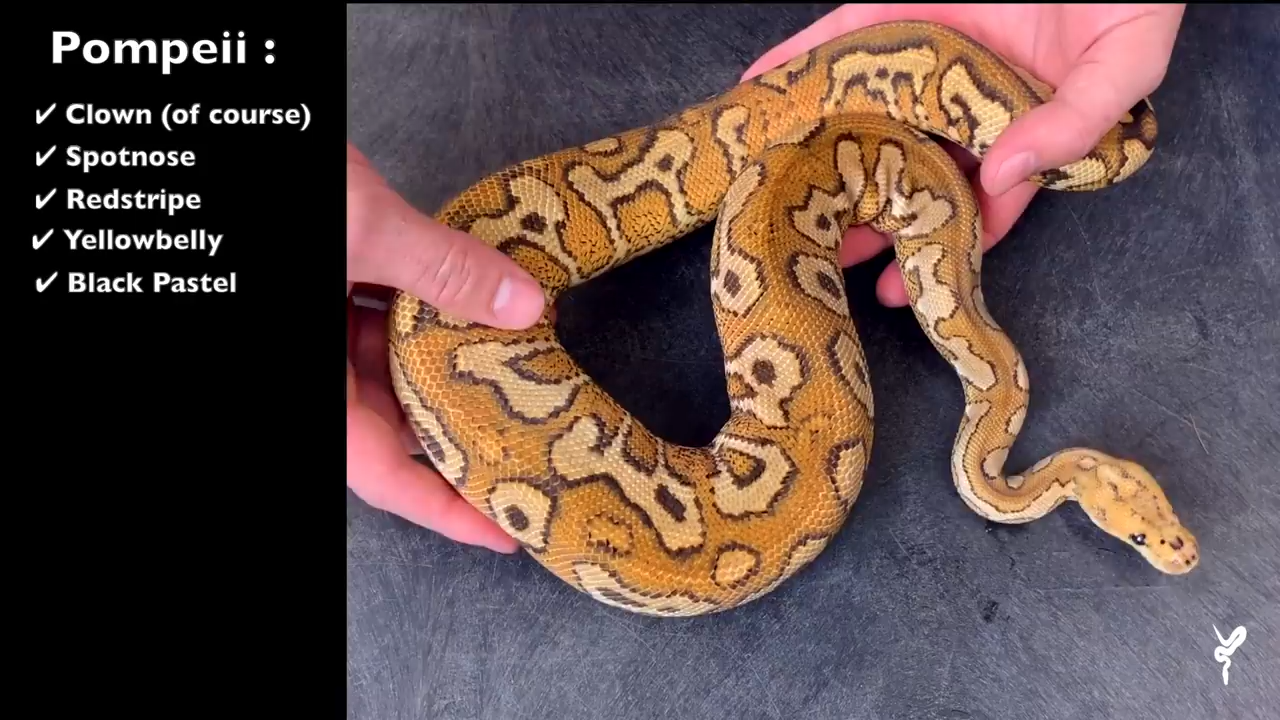 Pompeii :
✔ Clown (of course)
✔ Spotnose
✔ Redstripe
✔ Yellowbelly
✔ Black Pastel